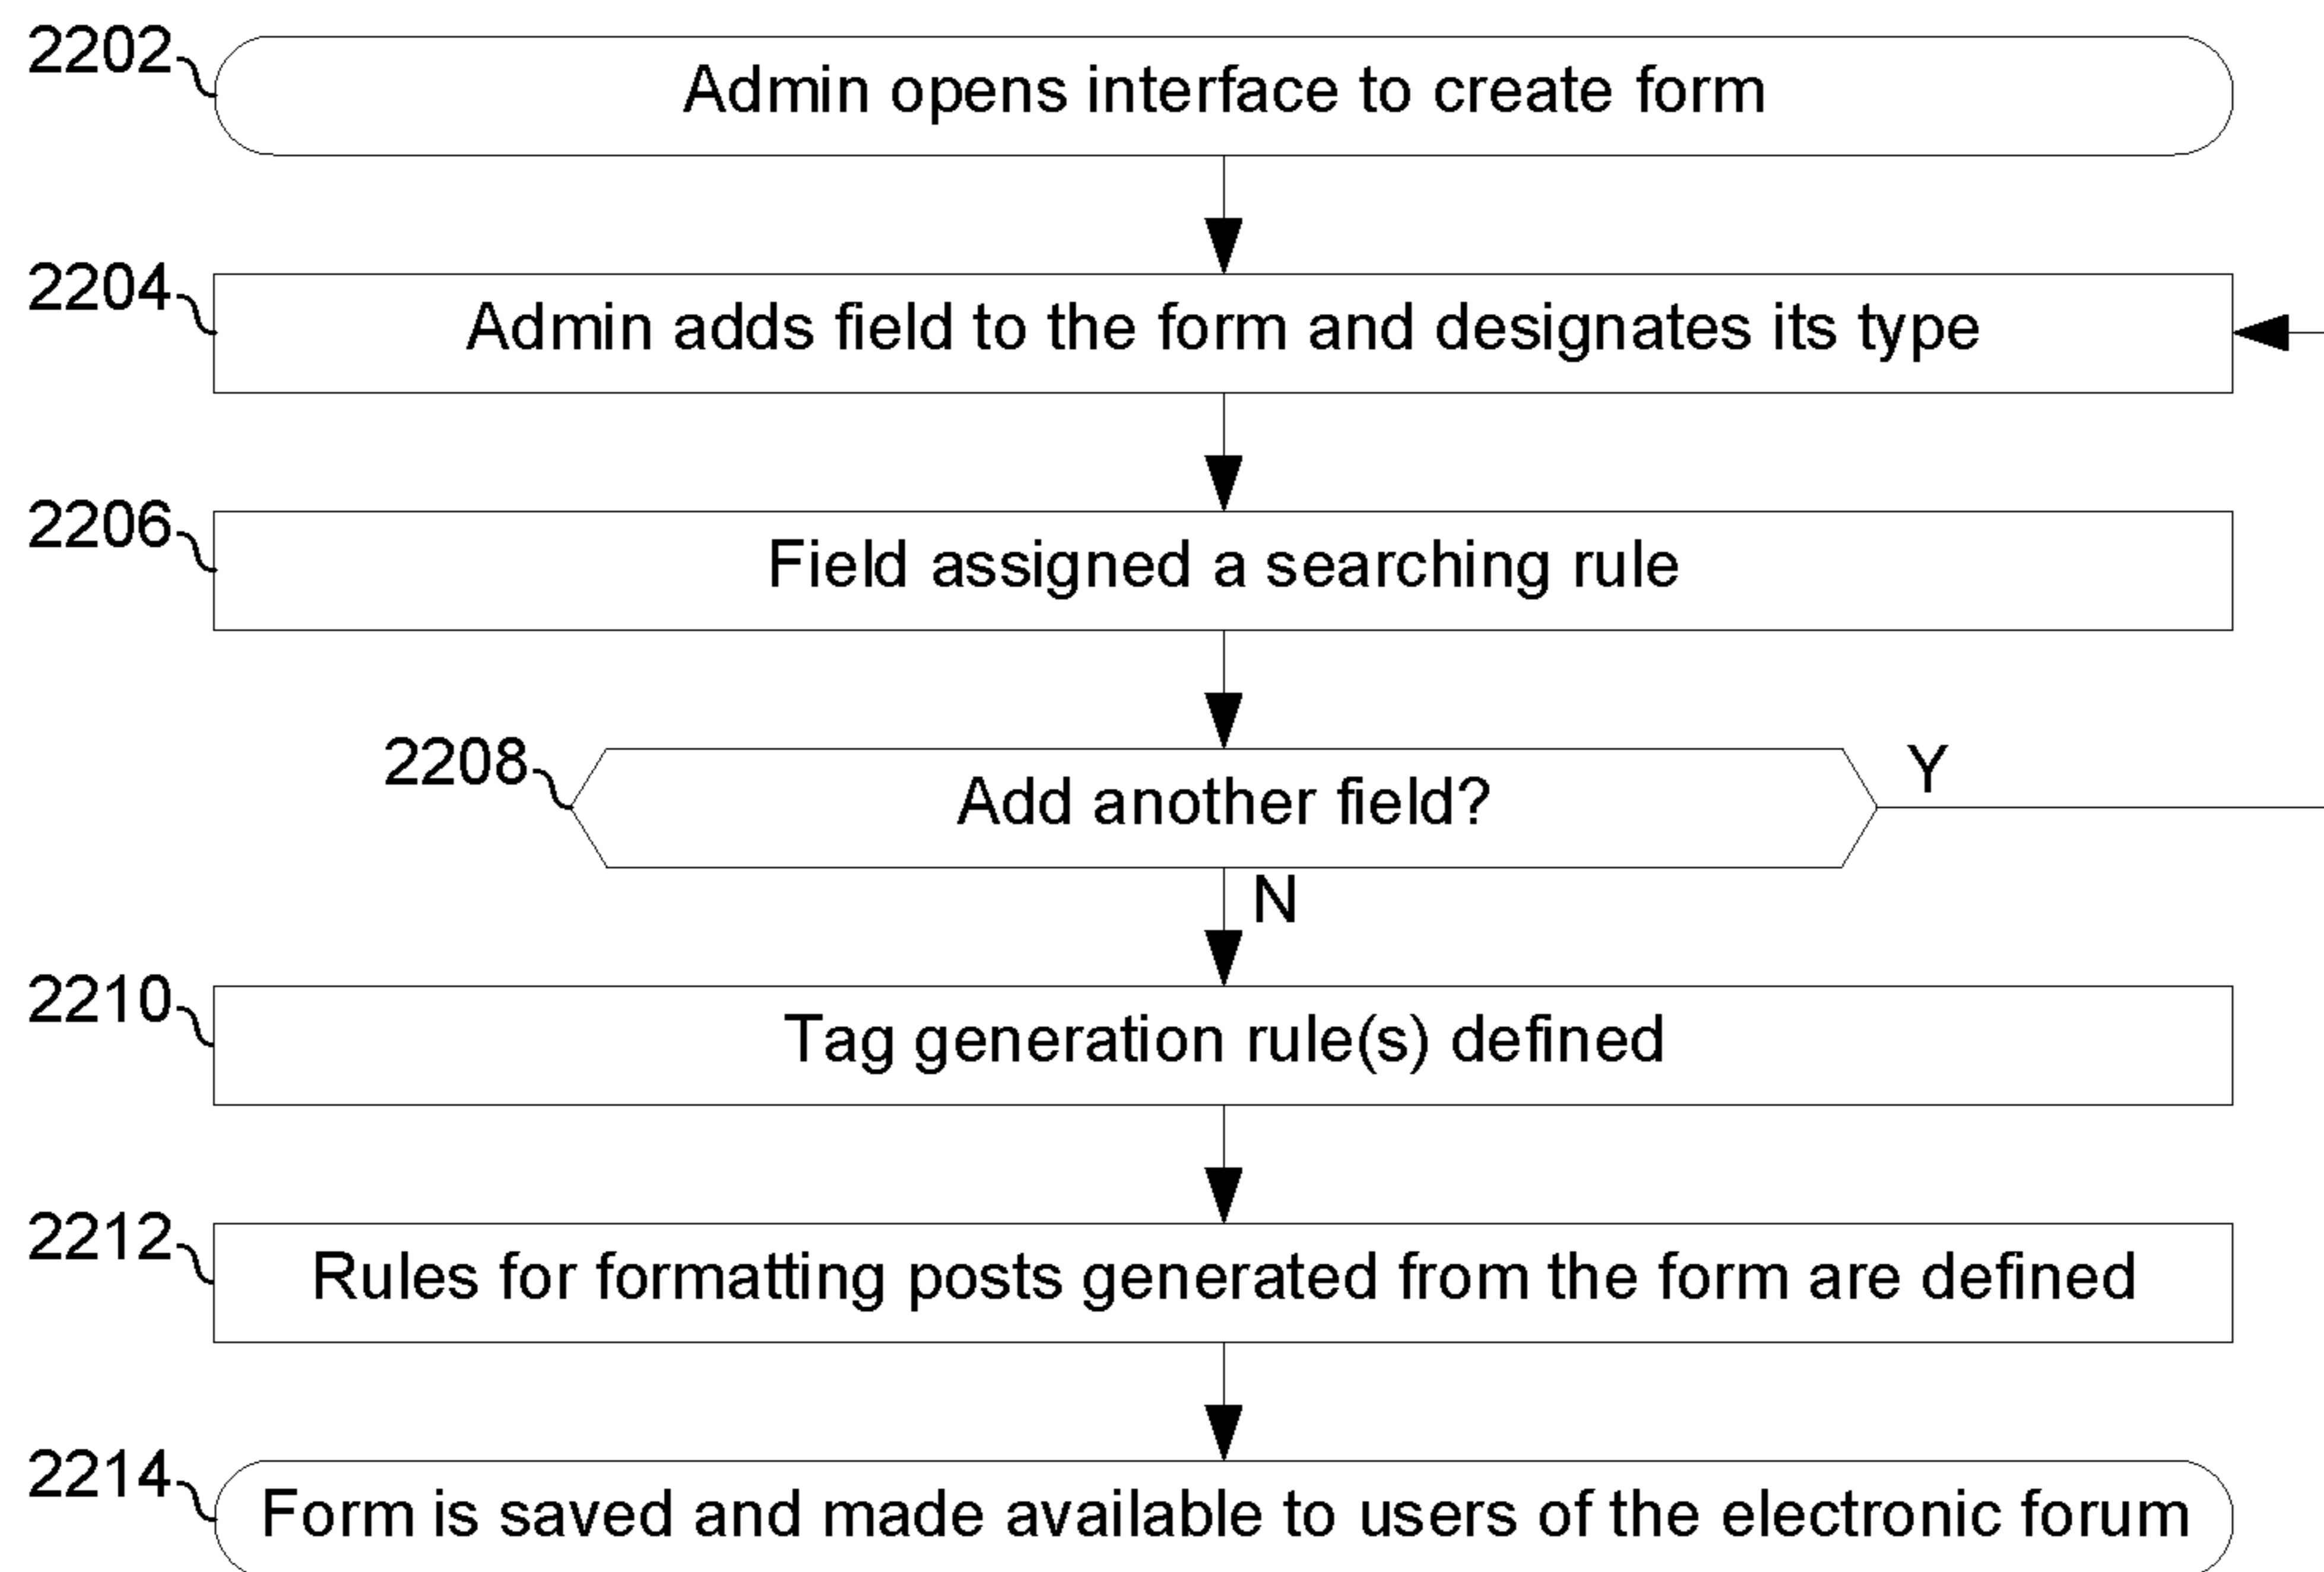 2202
Admin opens interface to create form
2204
Admin adds field to the form and designates its type
2206
Field assigned a searching rule
2208
Add another field?
Y
N
2210
Tag generation rule(s) defined
2212
Rules for formatting posts generated from the form are defined
2214
Form is saved and made available to users of the electronic forum